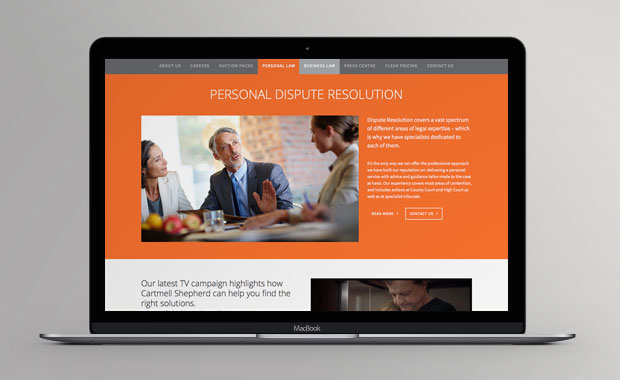 ABOUT US CAREERS AUCTION PACKS PERSONAL LAW BUSINESS LAW PRESS CENTRE CLEAR PRICING CONTACT US
PERSONAL DISPUTE RESOLUTION
Dispute Resolution covers a vast spectrum
of different areas of legal expertise – which
is why we have specialists dedicated to
each of them.
It's the only way we can offer the professional approach
we have built our reputation on: delivering a personal
service with advice and guidance tailor-made to the case
at hand. Our experience covers most areas of contention,
and includes actions at County Court and High Court as
well as at specialist tribunals.
READ MORE > CONTACT US >
Our latest TV campaign highlights how
Cartmell Shepherd can help you find the
right solutions.
MacBook